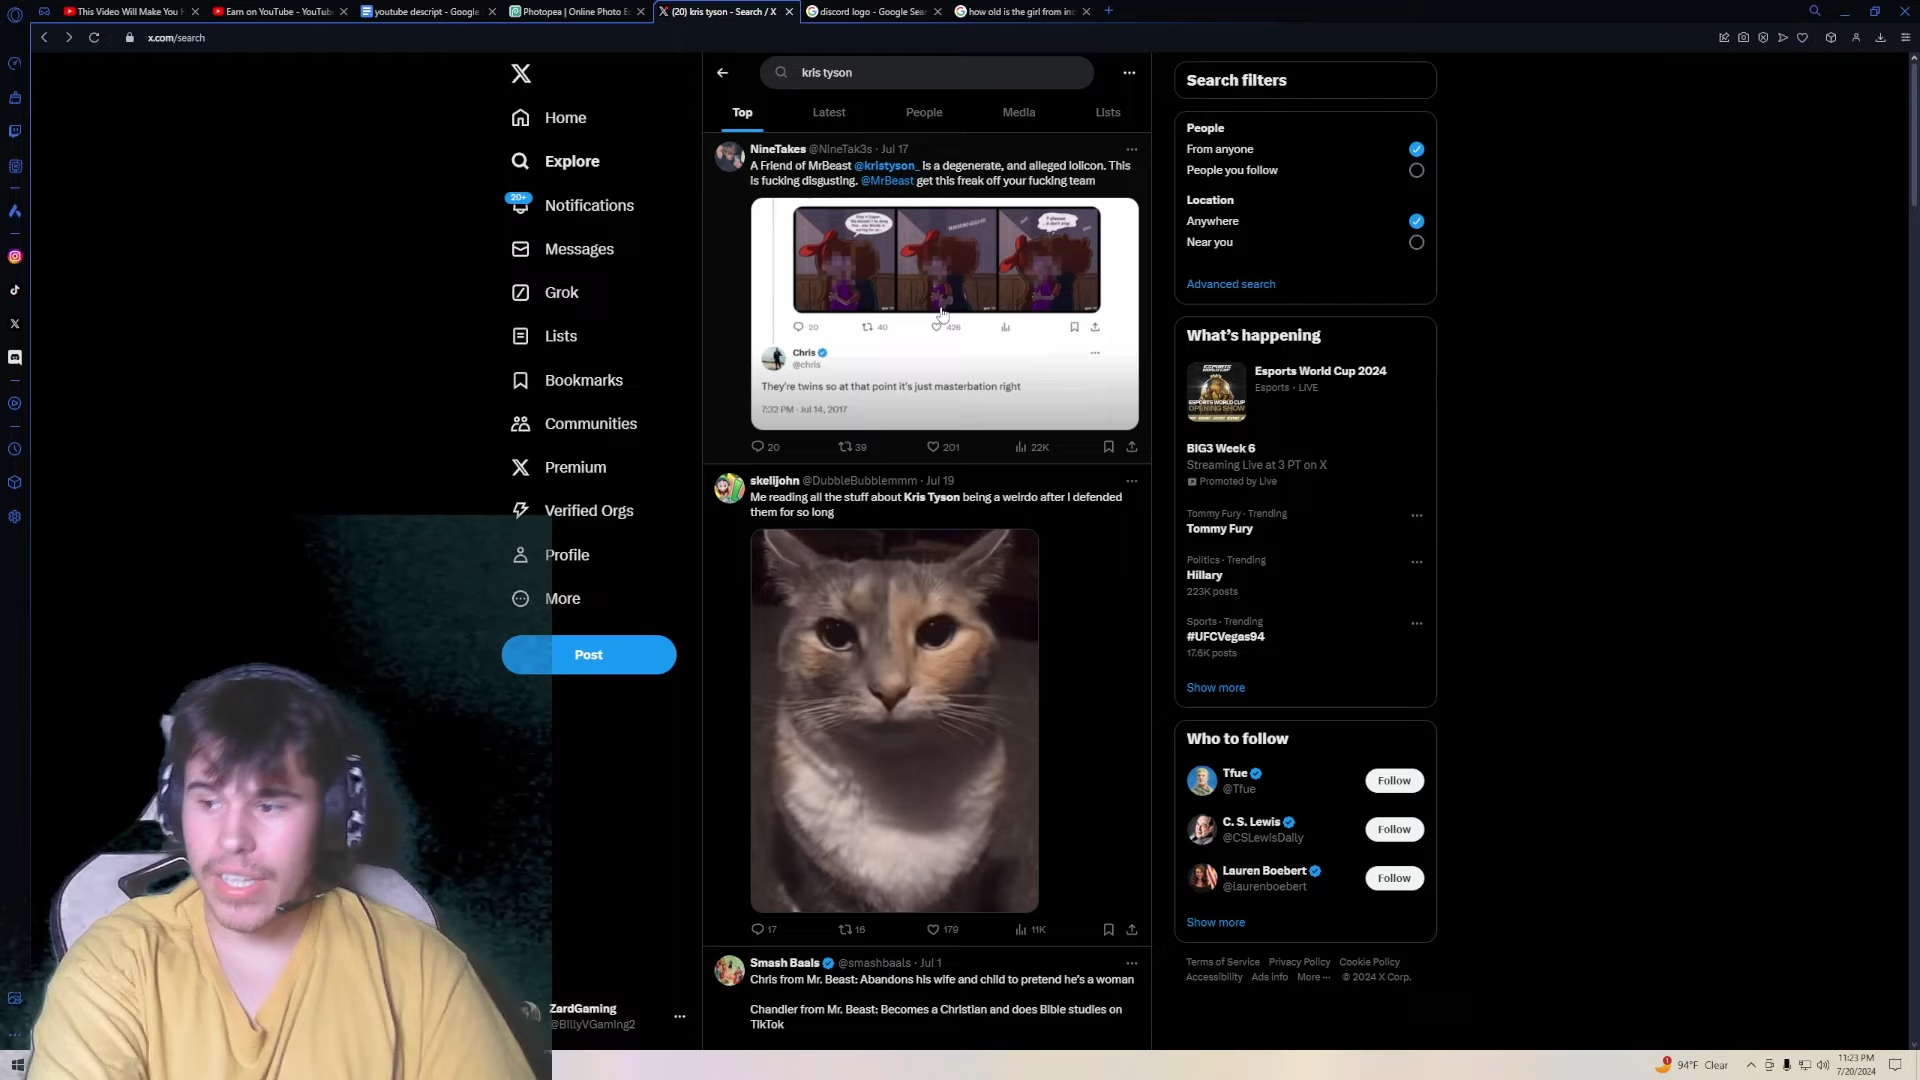 This Video Will Make You H
Earn on YouTube - YouTub
youtube descript - Google
Photopea | Online Photo E
(20) kris tyson - Search / X
discord logo - Google Sea
how old is the girl from inc
x.com/search
kris tyson
Top
Latest
People
Media
Lists
Home
Explore
20+
Notifications
Messages
Grok
Lists
Bookmarks
Communities
Premium
Verified Orgs
Profile
More
Post
ZardGaming
@BillyVGaming2
NineTakes @NineTak3s · Jul 17
A Friend of MrBeast @kristyson_ is a degenerate, and alleged lolicon. This
is fucking disgusting. @MrBeast get this freak off your fucking team
20 40 426
Chris
@chris
They're twins so at that point it's just masterbation right
7:32 PM · Jul 14, 2017
20 39 201 22K
skelijohn @DubbleBubblemmm · Jul 19
Me reading all the stuff about Kris Tyson being a weirdo after I defended
them for so long
17 16 179 11K
Smash Baals @smashbaals · Jul 1
Chris from Mr. Beast: Abandons his wife and child to pretend he's a woman
Chandler from Mr. Beast: Becomes a Christian and does Bible studies on
TikTok
Search filters
People
From anyone
People you follow
Location
Anywhere
Near you
Advanced search
What's happening
ESPORTS WORLD CUP
OPENING SHOW
Esports World Cup 2024
Esports · LIVE
BIG3 Week 6
Streaming Live at 3 PT on X
Promoted by Live
Tommy Fury · Trending
Tommy Fury
Politics · Trending
Hillary
223K posts
Sports · Trending
#UFCVegas94
17.6K posts
Show more
Who to follow
Tfue
@Tfue
Follow
C. S. Lewis
@CSLewisDaily
Follow
Lauren Boebert
@laurenboebert
Follow
Show more
Terms of Service Privacy Policy Cookie Policy
Accessibility Ads info More ··· © 2024 X Corp.
1
94°F Clear
11:23 PM
7/20/2024